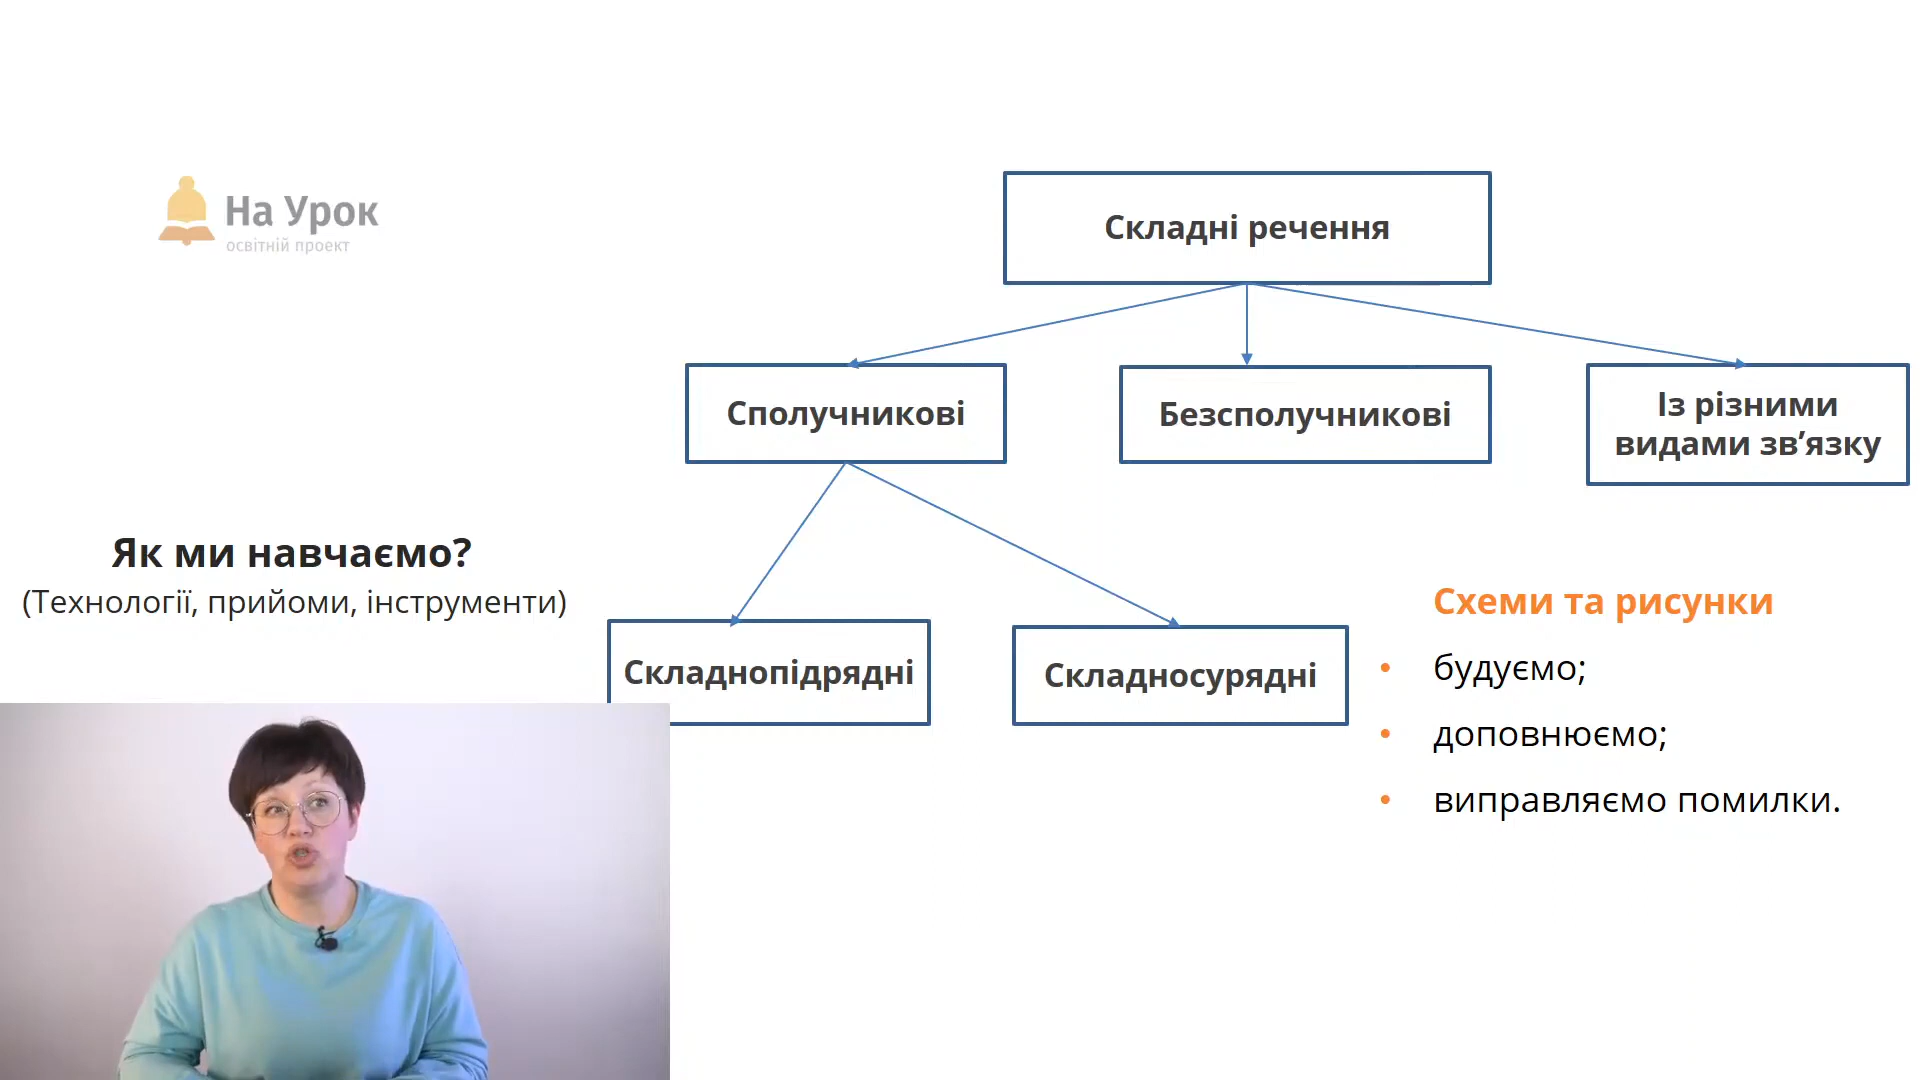 На Урок
освітній проект
Складні речення
Сполучникові
Безсполучникові
Із різними
видами зв’язку
Як ми навчаємо?
(Технології, прийоми, інструменти)
Складнопідрядні
Складносурядні
Схеми та рисунки
• будуємо;
• доповнюємо;
• виправляємо помилки.